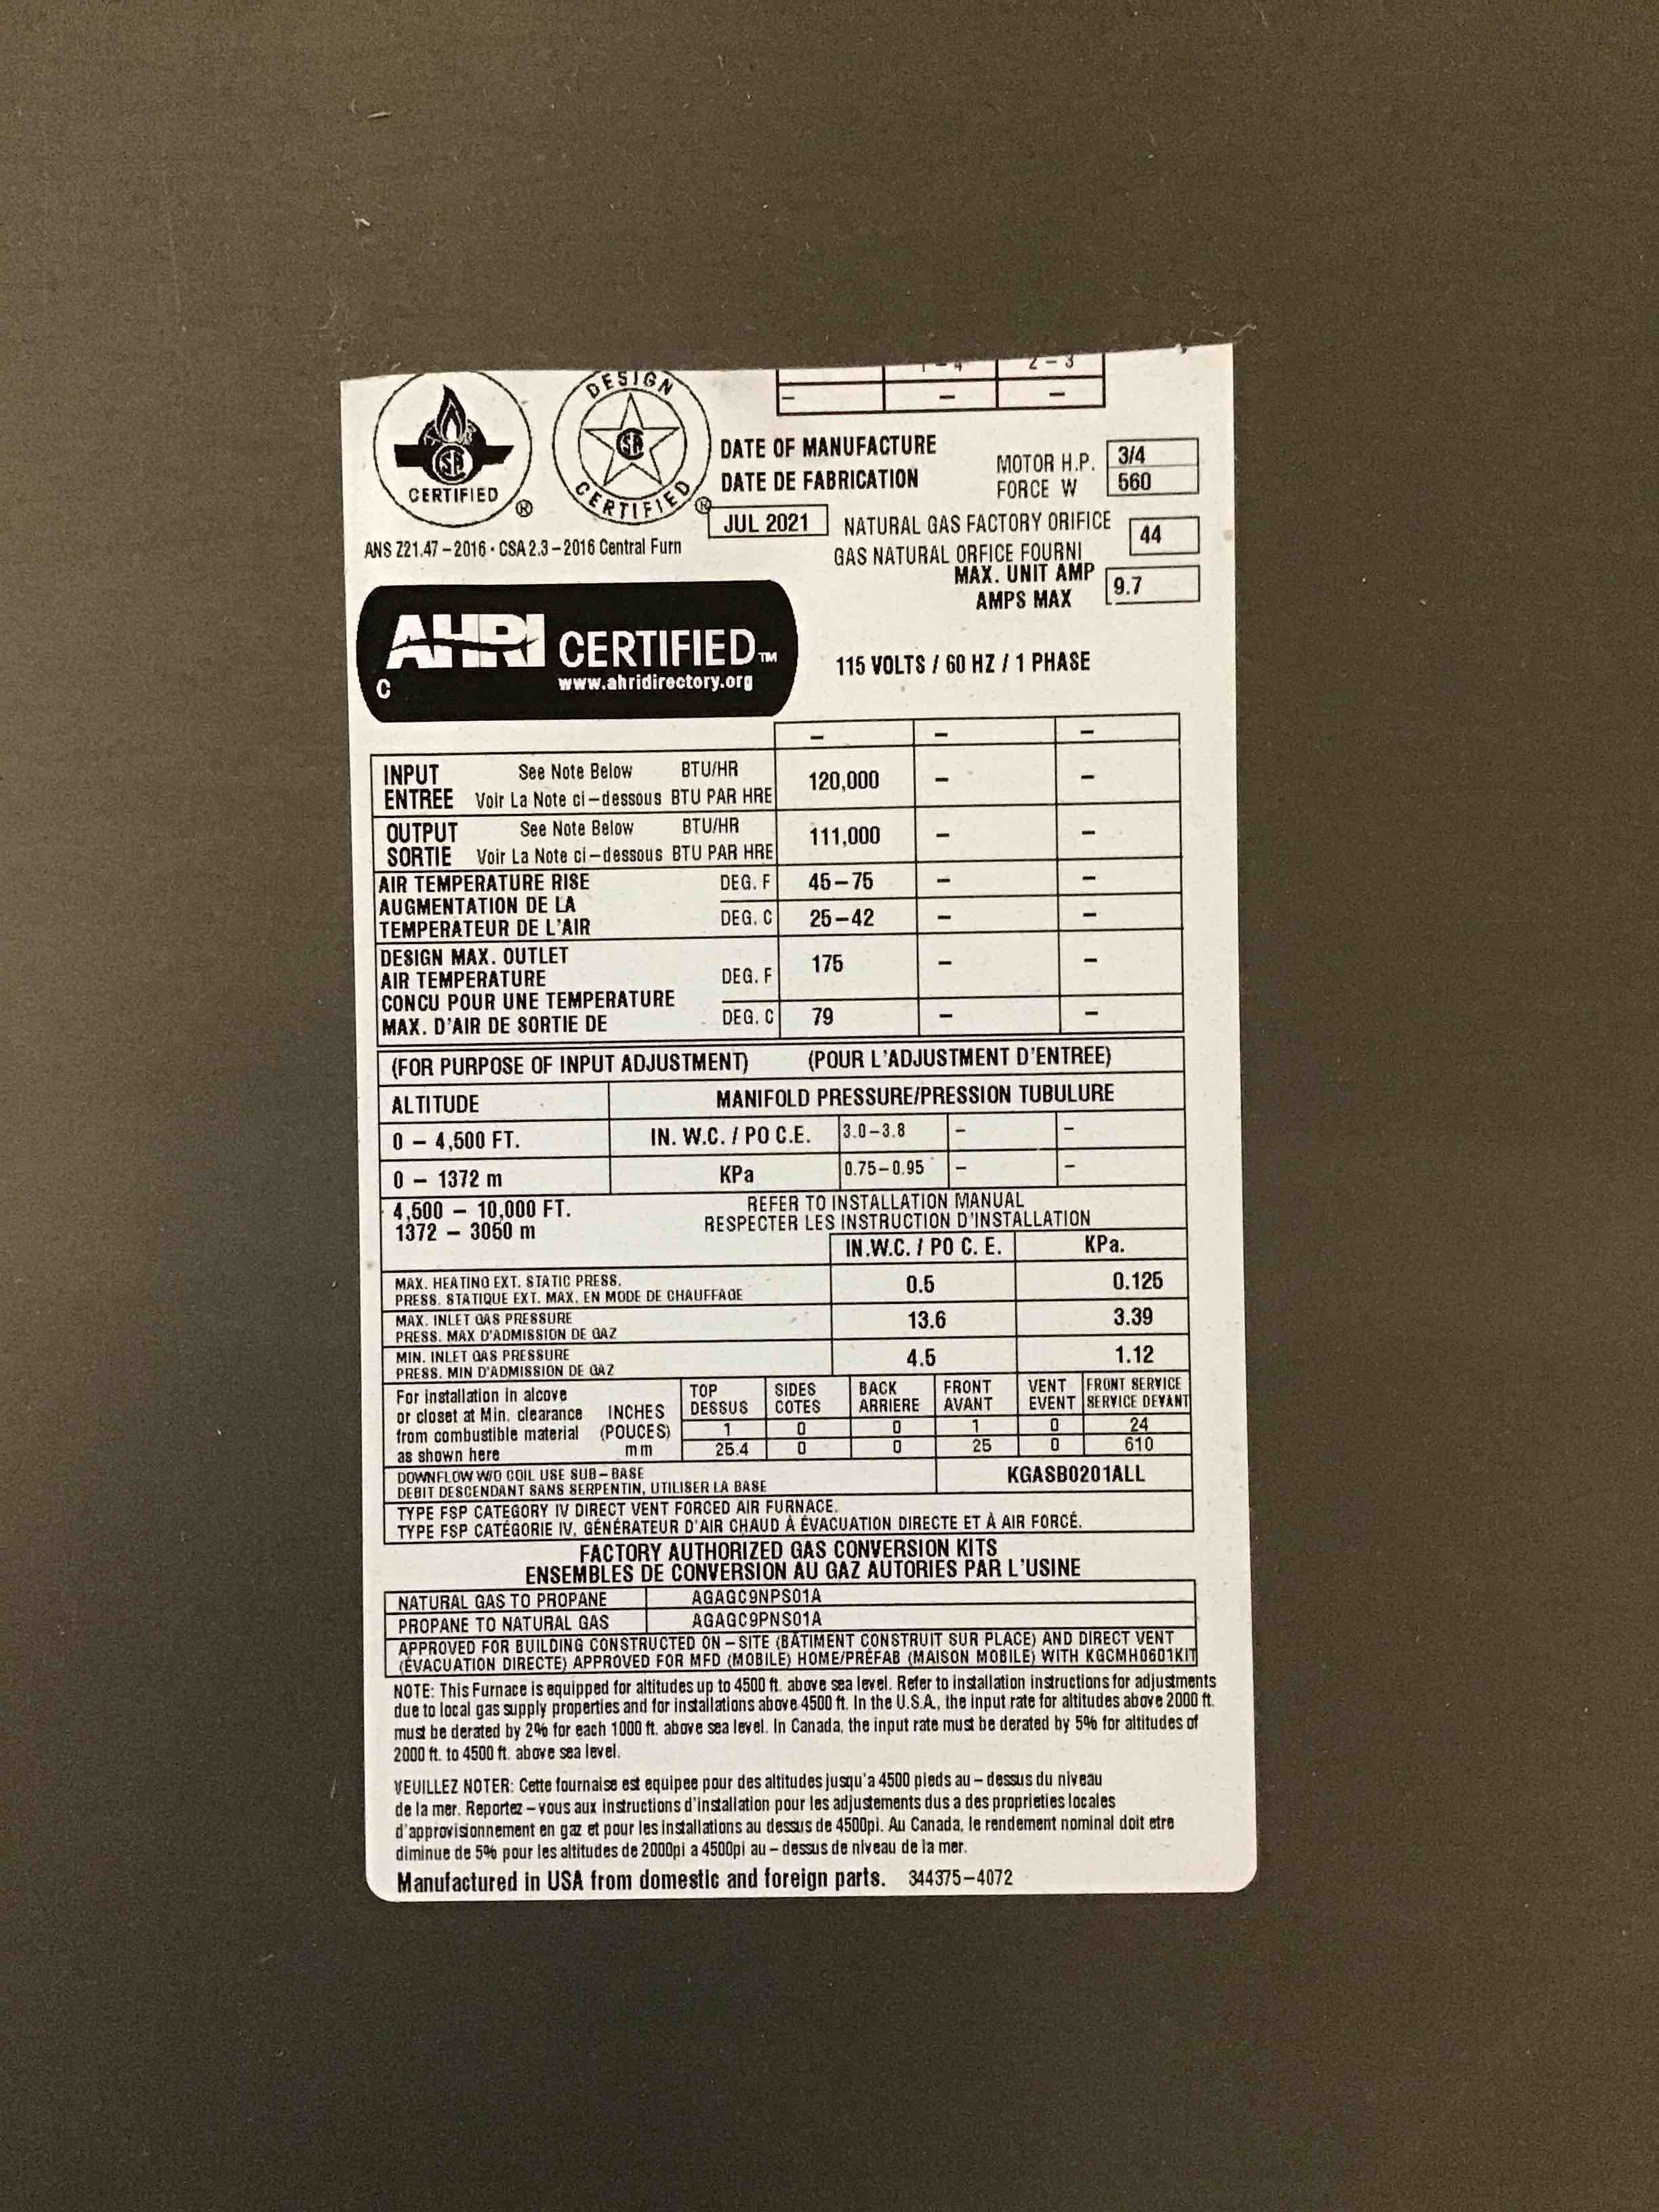 2 – 3
–
–
–
CSA
CERTIFIED
®
DESIGN
CSA
CERTIFIED
®
ANS Z21.47 – 2016 · CSA 2.3 – 2016 Central Furn
DATE OF MANUFACTURE
DATE DE FABRICATION
JUL 2021
MOTOR H.P. 3/4
FORCE W 560
NATURAL GAS FACTORY ORIFICE
GAS NATURAL ORFICE FOURNI
44
MAX. UNIT AMP
AMPS MAX
9.7
AHRI CERTIFIED™
www.ahridirectory.org
C
115 VOLTS / 60 HZ / 1 PHASE
– – –
INPUT See Note Below BTU/HR 120,000 – –
ENTREE Voir La Note ci–dessous BTU PAR HRE
OUTPUT See Note Below BTU/HR 111,000 – –
SORTIE Voir La Note ci–dessous BTU PAR HRE
AIR TEMPERATURE RISE DEG. F 45–75 – –
AUGMENTATION DE LA
TEMPERATEUR DE L'AIR DEG. C 25–42 – –
DESIGN MAX. OUTLET
AIR TEMPERATURE DEG. F 175 – –
CONCU POUR UNE TEMPERATURE
MAX. D'AIR DE SORTIE DE DEG. C 79 – –
(FOR PURPOSE OF INPUT ADJUSTMENT) (POUR L'ADJUSTMENT D'ENTREE)
ALTITUDE MANIFOLD PRESSURE/PRESSION TUBULURE
0 – 4,500 FT. IN. W.C. / PO C.E. 3.0–3.8 – –
0 – 1372 m KPa 0.75–0.95 – –
4,500 – 10,000 FT. REFER TO INSTALLATION MANUAL
1372 – 3050 m RESPECTER LES INSTRUCTION D'INSTALLATION
IN.W.C. / PO C. E. KPa.
MAX. HEATING EXT. STATIC PRESS. 0.5 0.125
PRESS. STATIQUE EXT. MAX. EN MODE DE CHAUFFAGE
MAX. INLET GAS PRESSURE 13.6 3.39
PRESS. MAX D'ADMISSION DE GAZ
MIN. INLET GAS PRESSURE 4.5 1.12
PRESS. MIN D'ADMISSION DE GAZ
For installation in alcove
or closet at Min. clearance
from combustible material
as shown here
INCHES
(POUCES)
mm
TOP SIDES BACK FRONT VENT FRONT SERVICE
DESSUS COTES ARRIERE AVANT EVENT SERVICE DEVANT
1 0 0 1 0 24
25.4 0 0 25 0 610
DOWNFLOW W/O COIL USE SUB–BASE KGASB0201ALL
DEBIT DESCENDANT SANS SERPENTIN, UTILISER LA BASE
TYPE FSP CATEGORY IV DIRECT VENT FORCED AIR FURNACE.
TYPE FSP CATÉGORIE IV, GÉNÉRATEUR D'AIR CHAUD À ÉVACUATION DIRECTE ET À AIR FORCÉ.
FACTORY AUTHORIZED GAS CONVERSION KITS
ENSEMBLES DE CONVERSION AU GAZ AUTORIES PAR L'USINE
NATURAL GAS TO PROPANE AGAGC9NPS01A
PROPANE TO NATURAL GAS AGAGC9PNS01A
APPROVED FOR BUILDING CONSTRUCTED ON – SITE (BÂTIMENT CONSTRUIT SUR PLACE) AND DIRECT VENT
(ÉVACUATION DIRECTE) APPROVED FOR MFD (MOBILE) HOME/PRÉFAB (MAISON MOBILE) WITH KGCMH0601KIT
NOTE: This Furnace is equipped for altitudes up to 4500 ft. above sea level. Refer to installation instructions for adjustments
due to local gas supply properties and for installations above 4500 ft. In the U.S.A., the input rate for altitudes above 2000 ft.
must be derated by 2% for each 1000 ft. above sea level. In Canada, the input rate must be derated by 5% for altitudes of
2000 ft. to 4500 ft. above sea level.
VEUILLEZ NOTER: Cette fournaise est equipee pour des altitudes jusqu'a 4500 pieds au – dessus du niveau
de la mer. Reportez – vous aux instructions d'installation pour les adjustements dus a des proprieties locales
d'approvisionnement en gaz et pour les installations au dessus de 4500pi. Au Canada, le rendement nominal doit etre
diminue de 5% pour les altitudes de 2000pi a 4500pi au – dessus de niveau de la mer.
Manufactured in USA from domestic and foreign parts. 344375–4072